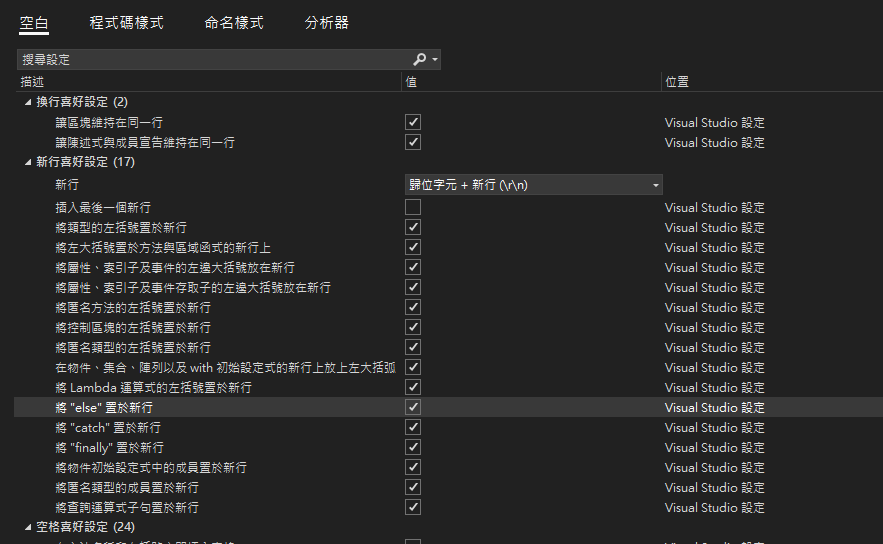 空白 程式碼樣式 命名樣式 分析器
搜尋設定
描述 值 位置
換行喜好設定 (2)
讓區塊維持在同一行 Visual Studio 設定
讓陳述式與成員宣告維持在同一行 Visual Studio 設定
新行喜好設定 (17)
新行 歸位字元 + 新行 (\r\n)
插入最後一個新行 Visual Studio 設定
將類型的左括號置於新行 Visual Studio 設定
將左大括號置於方法與區域函式的新行上 Visual Studio 設定
將屬性、索引子及事件的左邊大括號放在新行 Visual Studio 設定
將屬性、索引子及事件存取子的左邊大括號放在新行 Visual Studio 設定
將匿名方法的左括號置於新行 Visual Studio 設定
將控制區塊的左括號置於新行 Visual Studio 設定
將匿名類型的左括號置於新行 Visual Studio 設定
在物件、集合、陣列以及 with 初始設定式的新行上放上左大括弧 Visual Studio 設定
將 Lambda 運算式的左括號置於新行 Visual Studio 設定
將 "else" 置於新行 Visual Studio 設定
將 "catch" 置於新行 Visual Studio 設定
將 "finally" 置於新行 Visual Studio 設定
將物件初始設定式中的成員置於新行 Visual Studio 設定
將匿名類型的成員置於新行 Visual Studio 設定
將查詢運算式子句置於新行 Visual Studio 設定
空格喜好設定 (24)